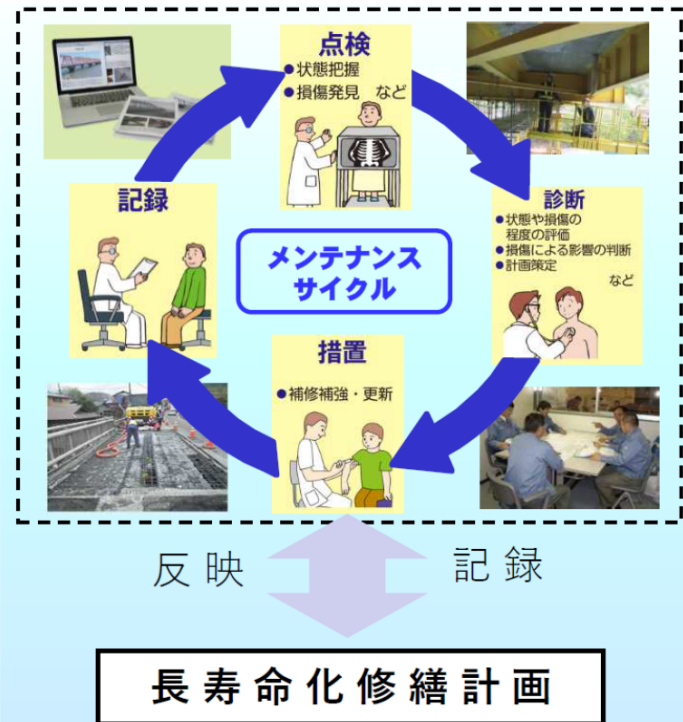 点検
●状態把握
●損傷発見 など
記録
診断
●状態や損傷の
程度の評価
●損傷による影響の判断
●計画策定
など
メンテナンス
サイクル
措置
●補修補強・更新
反映
記録
長寿命化修繕計画